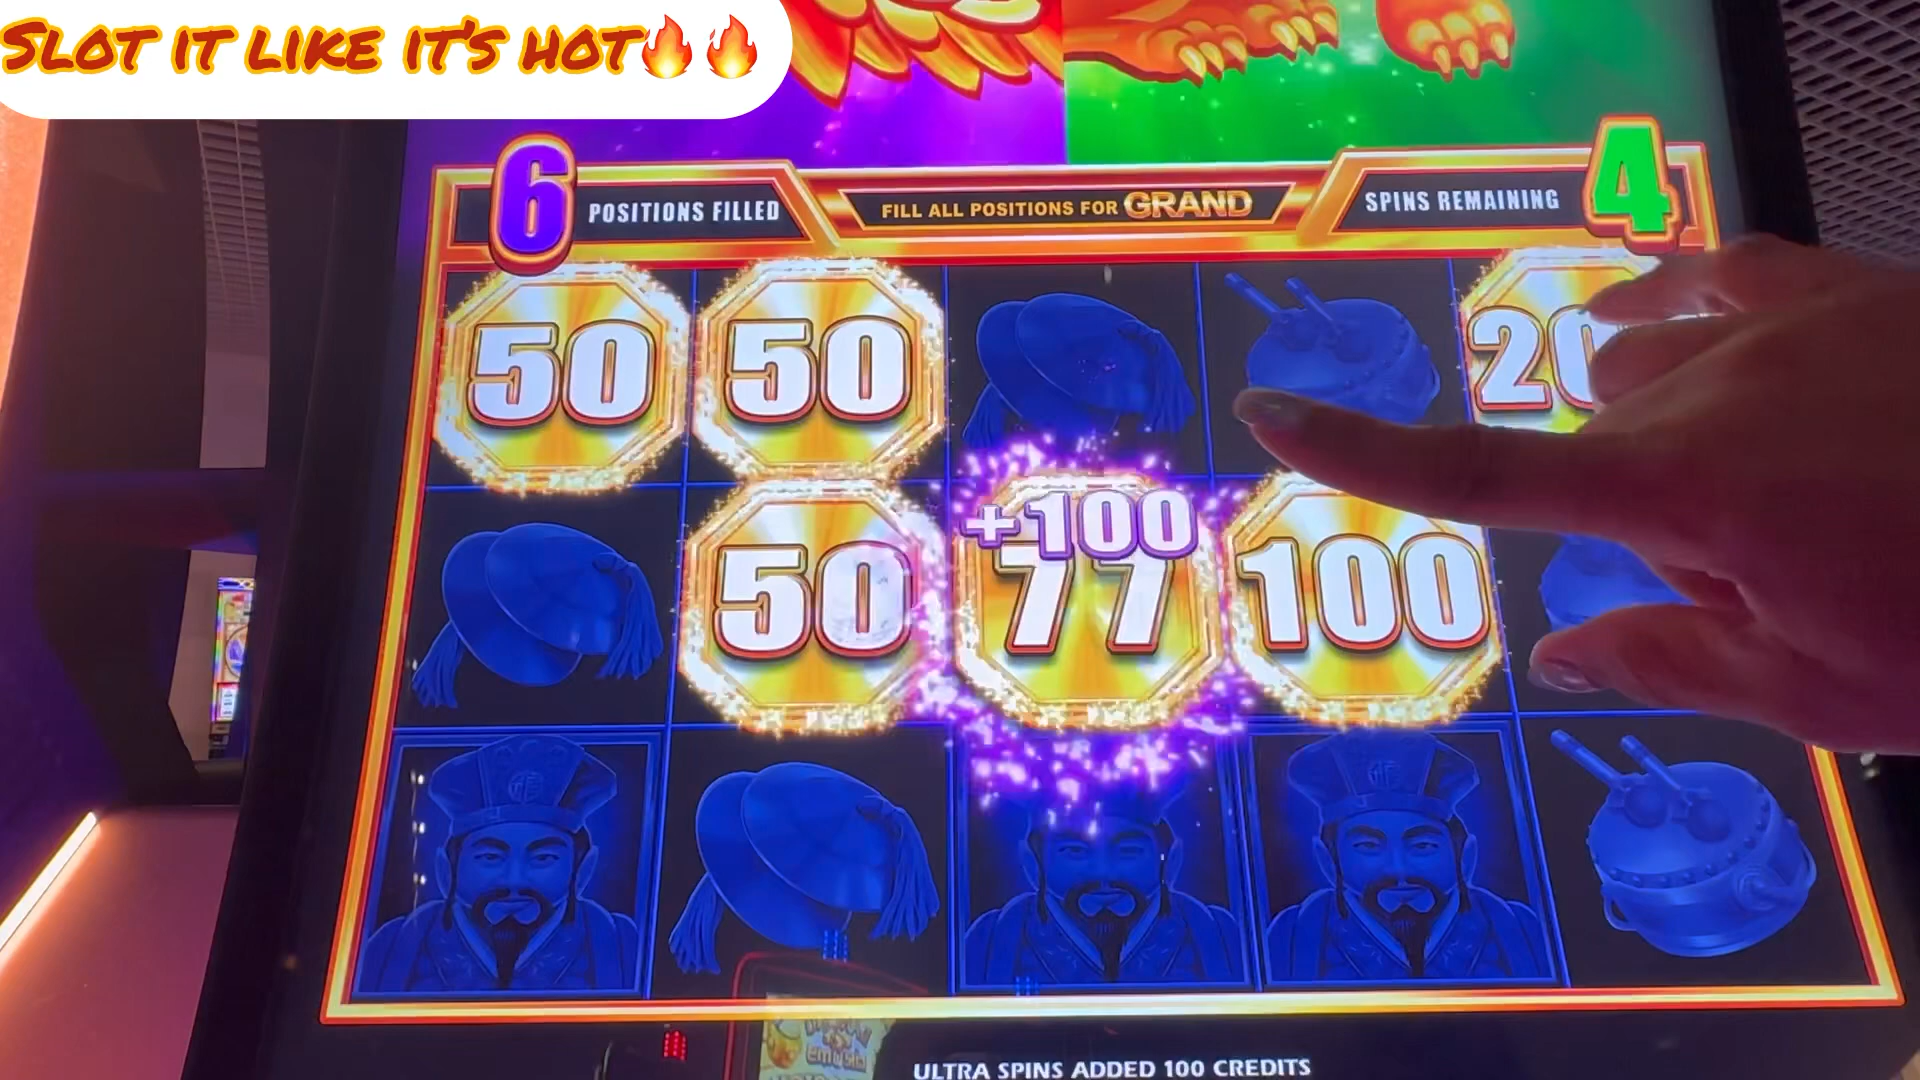 SLOT IT LIKE IT'S HOT🔥🔥
6 POSITIONS FILLED
FILL ALL POSITIONS FOR GRAND
SPINS REMAINING 4
50
50
50
+100
77
100
ULTRA SPINS ADDED 100 CREDITS